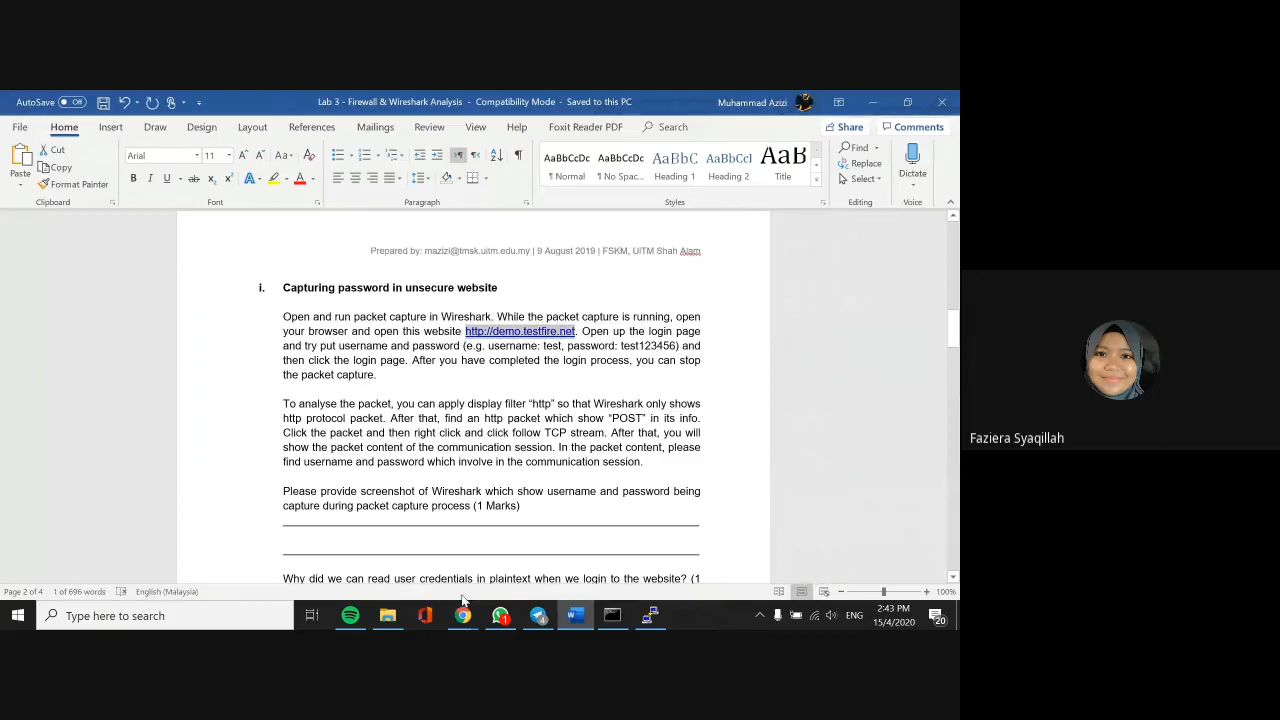 AutoSave Off
Lab 3 - Firewall & Wireshark Analysis - Compatibility Mode - Saved to this PC
Muhammad Azizi
File Home Insert Draw Design Layout References Mailings Review View Help Foxit Reader PDF Search
Share Comments
Paste
Cut
Copy
Format Painter
Clipboard
Arial 11
Font
Paragraph
AaBbCcDc AaBbCcDc AaBbC AaBbCcI AaB
¶ Normal ¶ No Spac... Heading 1 Heading 2 Title
Styles
Find
Replace
Select
Editing
Dictate
Voice
Prepared by: mazizi@tmsk.uitm.edu.my | 9 August 2019 | FSKM, UiTM Shah Alam
i. Capturing password in unsecure website
Open and run packet capture in Wireshark. While the packet capture is running, open
your browser and open this website http://demo.testfire.net. Open up the login page
and try put username and password (e.g. username: test, password: test123456) and
then click the login page. After you have completed the login process, you can stop
the packet capture.
To analyse the packet, you can apply display filter “http” so that Wireshark only shows
http protocol packet. After that, find an http packet which show “POST” in its info.
Click the packet and then right click and click follow TCP stream. After that, you will
show the packet content of the communication session. In the packet content, please
find username and password which involve in the communication session.
Please provide screenshot of Wireshark which show username and password being
capture during packet capture process (1 Marks)
Why did we can read user credentials in plaintext when we login to the website? (1
Page 2 of 4 1 of 696 words English (Malaysia)
100%
Type here to search
1
4
ENG
2:43 PM
15/4/2020
20
Faziera Syaqillah